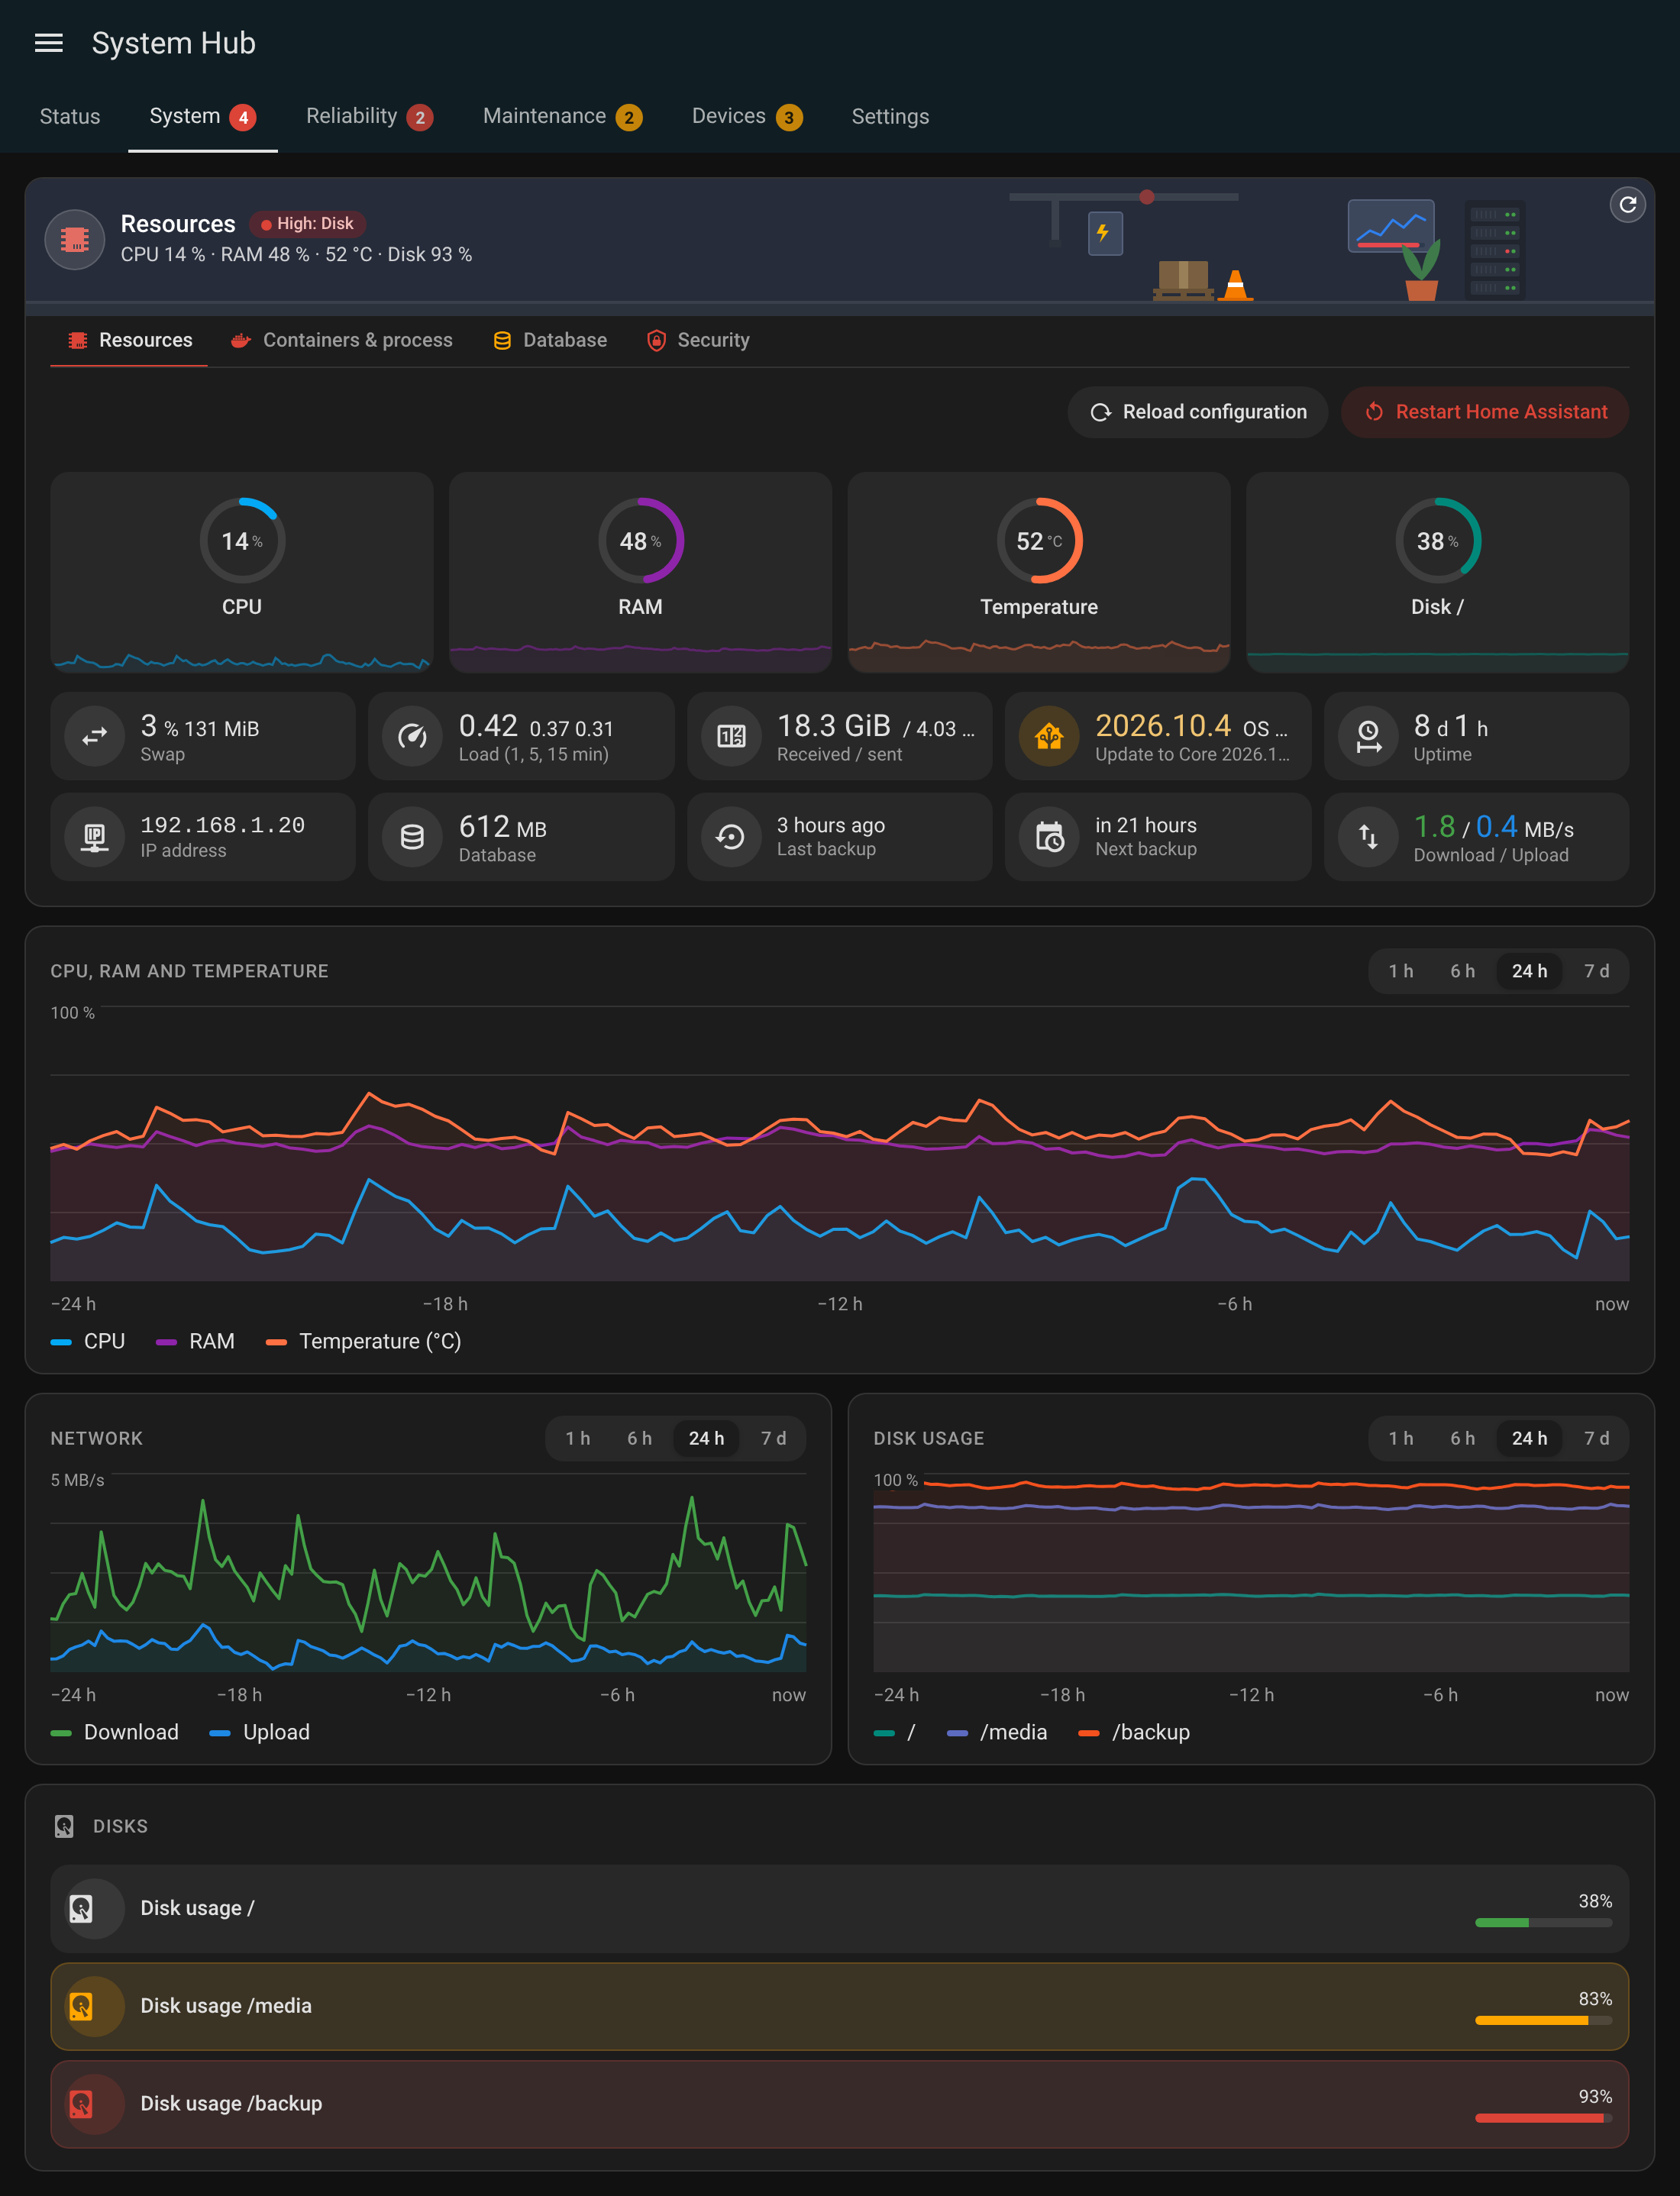 System Hub
Status
System 4
Reliability 2
Maintenance 2
Devices 3
Settings
Resources
High: Disk
CPU 14 % · RAM 48 % · 52 °C · Disk 93 %
Resources
Containers & process
Database
Security
Reload configuration
Restart Home Assistant
14 %
CPU
48 %
RAM
52 °C
Temperature
38 %
Disk /
3 % 131 MiB
Swap
0.42 0.37 0.31
Load (1, 5, 15 min)
18.3 GiB / 4.03 ...
Received / sent
2026.10.4 OS ...
Update to Core 2026.1...
8 d 1 h
Uptime
192.168.1.20
IP address
612 MB
Database
3 hours ago
Last backup
in 21 hours
Next backup
1.8 / 0.4 MB/s
Download / Upload
CPU, RAM AND TEMPERATURE
1 h 6 h 24 h 7 d
100 %
−24 h −18 h −12 h −6 h now
CPU RAM Temperature (°C)
NETWORK
1 h 6 h 24 h 7 d
5 MB/s
−24 h −18 h −12 h −6 h now
Download Upload
DISK USAGE
1 h 6 h 24 h 7 d
100 %
−24 h −18 h −12 h −6 h now
/ /media /backup
DISKS
Disk usage /
38%
Disk usage /media
83%
Disk usage /backup
93%